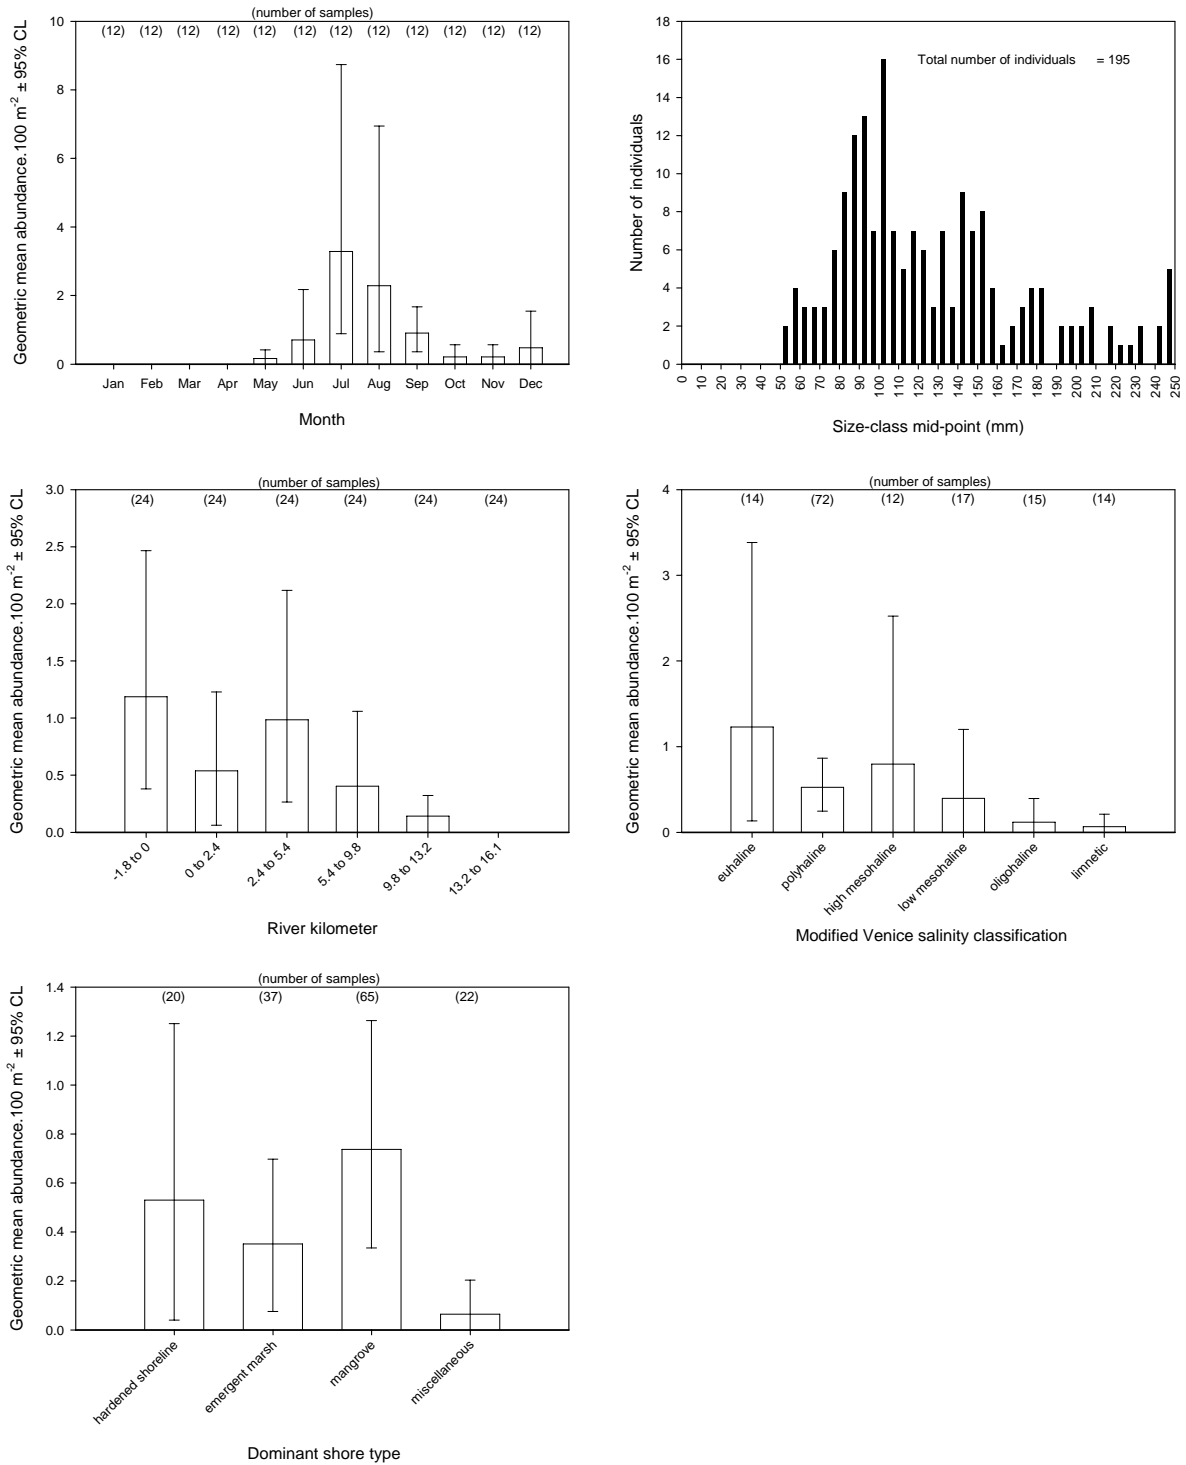 (number of samples)
(12) (12) (12) (12) (12) (12) (12) (12) (12) (12) (12) (12)
Geometric mean abundance.100 m-2 ± 95% CL
10
8
6
4
2
0
Jan Feb Mar Apr May Jun Jul Aug Sep Oct Nov Dec
Month
Total number of individuals = 195
Number of individuals
18
16
14
12
10
8
6
4
2
0
0 10 20 30 40 50 60 70 80 90 100 110 120 130 140 150 160 170 180 190 200 210 220 230 240 250
Size-class mid-point (mm)
(number of samples)
(24) (24) (24) (24) (24) (24)
Geometric mean abundance.100 m-2 ± 95% CL
3.0
2.5
2.0
1.5
1.0
0.5
0.0
-1.8 to 0 0 to 2.4 2.4 to 5.4 5.4 to 9.8 9.8 to 13.2 13.2 to 16.1
River kilometer
(number of samples)
(14) (72) (12) (17) (15) (14)
Geometric mean abundance.100 m-2 ± 95% CL
4
3
2
1
0
euhaline polyhaline high mesohaline low mesohaline oligohaline limnetic
Modified Venice salinity classification
(number of samples)
(20) (37) (65) (22)
Geometric mean abundance.100 m-2 ± 95% CL
1.4
1.2
1.0
0.8
0.6
0.4
0.2
0.0
hardened shoreline emergent marsh mangrove miscellaneous
Dominant shore type